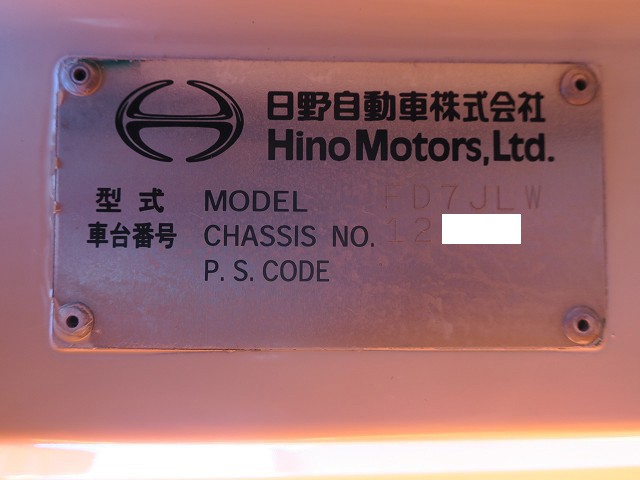 日野自動車株式会社
Hino Motors, Ltd.
型式 MODEL FD7JLW
車台番号 CHASSIS NO. 12
P. S. CODE